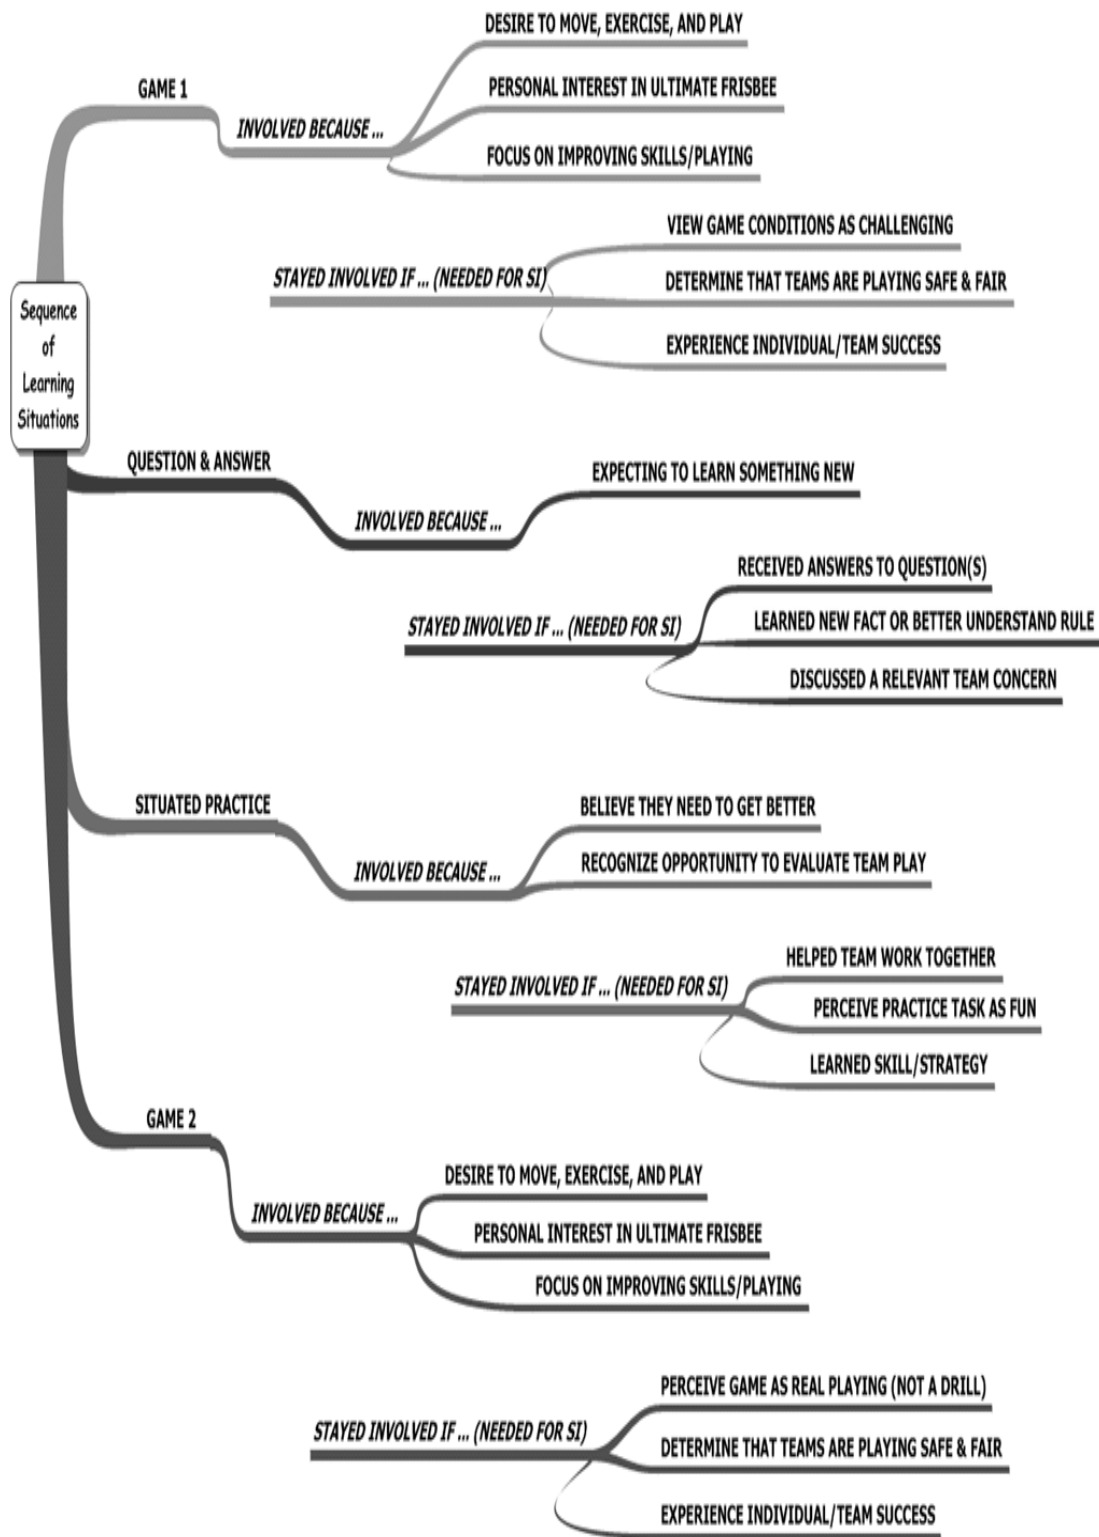 DESIRE TO MOVE, EXERCISE, AND PLAY
GAME 1
PERSONAL INTEREST IN ULTIMATE FRISBEE
INVOLVED BECAUSE ...
FOCUS ON IMPROVING SKILLS/PLAYING
VIEW GAME CONDITIONS AS CHALLENGING
STAYED INVOLVED IF ... (NEEDED FOR SI)
DETERMINE THAT TEAMS ARE PLAYING SAFE & FAIR
EXPERIENCE INDIVIDUAL/TEAM SUCCESS
Sequence
of
Learning
Situations
QUESTION & ANSWER
EXPECTING TO LEARN SOMETHING NEW
INVOLVED BECAUSE ...
RECEIVED ANSWERS TO QUESTION(S)
STAYED INVOLVED IF ... (NEEDED FOR SI)
LEARNED NEW FACT OR BETTER UNDERSTAND RULE
DISCUSSED A RELEVANT TEAM CONCERN
SITUATED PRACTICE
BELIEVE THEY NEED TO GET BETTER
INVOLVED BECAUSE ...
RECOGNIZE OPPORTUNITY TO EVALUATE TEAM PLAY
HELPED TEAM WORK TOGETHER
STAYED INVOLVED IF ... (NEEDED FOR SI)
PERCEIVE PRACTICE TASK AS FUN
LEARNED SKILL/STRATEGY
GAME 2
DESIRE TO MOVE, EXERCISE, AND PLAY
INVOLVED BECAUSE ...
PERSONAL INTEREST IN ULTIMATE FRISBEE
FOCUS ON IMPROVING SKILLS/PLAYING
PERCEIVE GAME AS REAL PLAYING (NOT A DRILL)
STAYED INVOLVED IF ... (NEEDED FOR SI)
DETERMINE THAT TEAMS ARE PLAYING SAFE & FAIR
EXPERIENCE INDIVIDUAL/TEAM SUCCESS